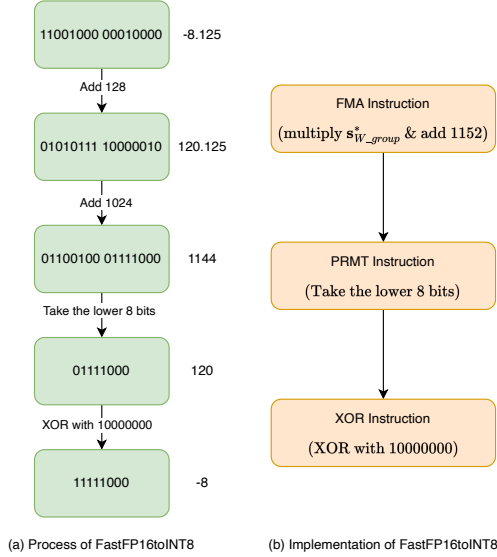 11001000 00010000
-8.125
Add 128
01010111 10000010
120.125
Add 1024
01100100 01111000
1144
Take the lower 8 bits
01111000
120
XOR with 10000000
11111000
-8
(a) Process of FastFP16toINT8
FMA Instruction
(multiply s*W_group & add 1152)
PRMT Instruction
(Take the lower 8 bits)
XOR Instruction
(XOR with 10000000)
(b) Implementation of FastFP16toINT8